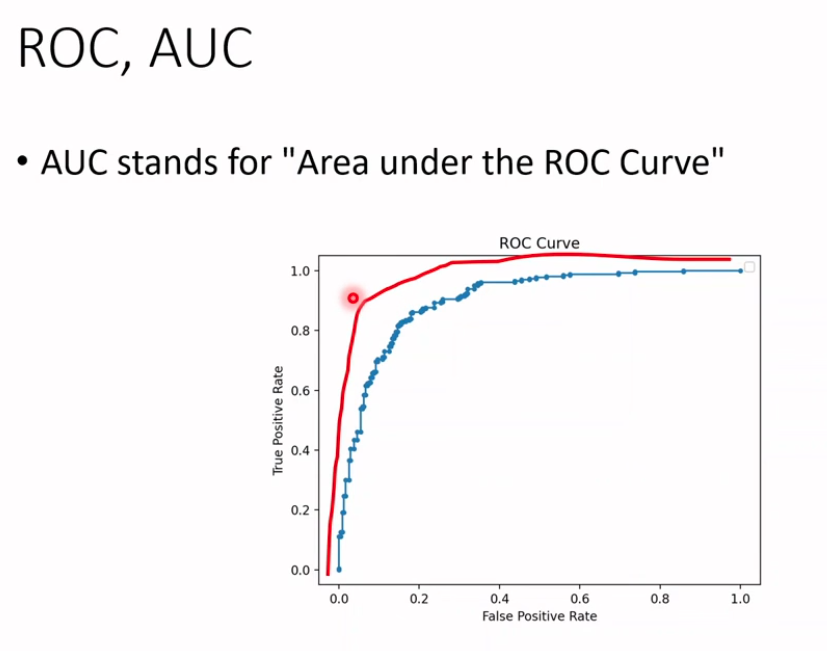 ROC, AUC
• AUC stands for "Area under the ROC Curve"
ROC Curve
1.0
0.8
0.6
0.4
0.2
0.0
True Positive Rate
0.0 0.2 0.4 0.6 0.8 1.0
False Positive Rate